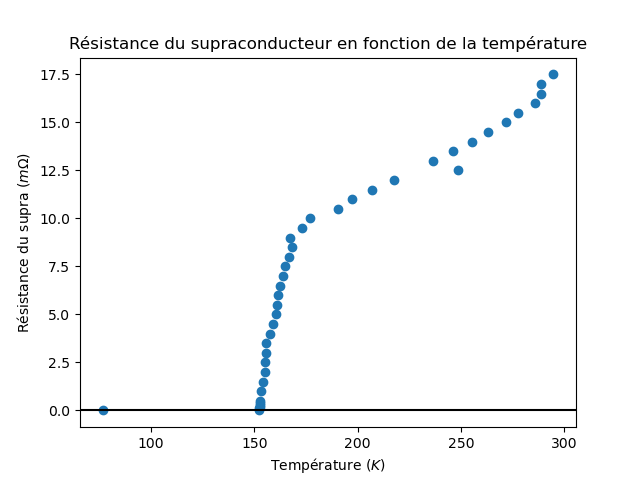 Résistance du supraconducteur en fonction de la température
17.5
15.0
12.5
10.0
7.5
5.0
2.5
0.0
Résistance du supra (mΩ)
100 150 200 250 300
Température (K)